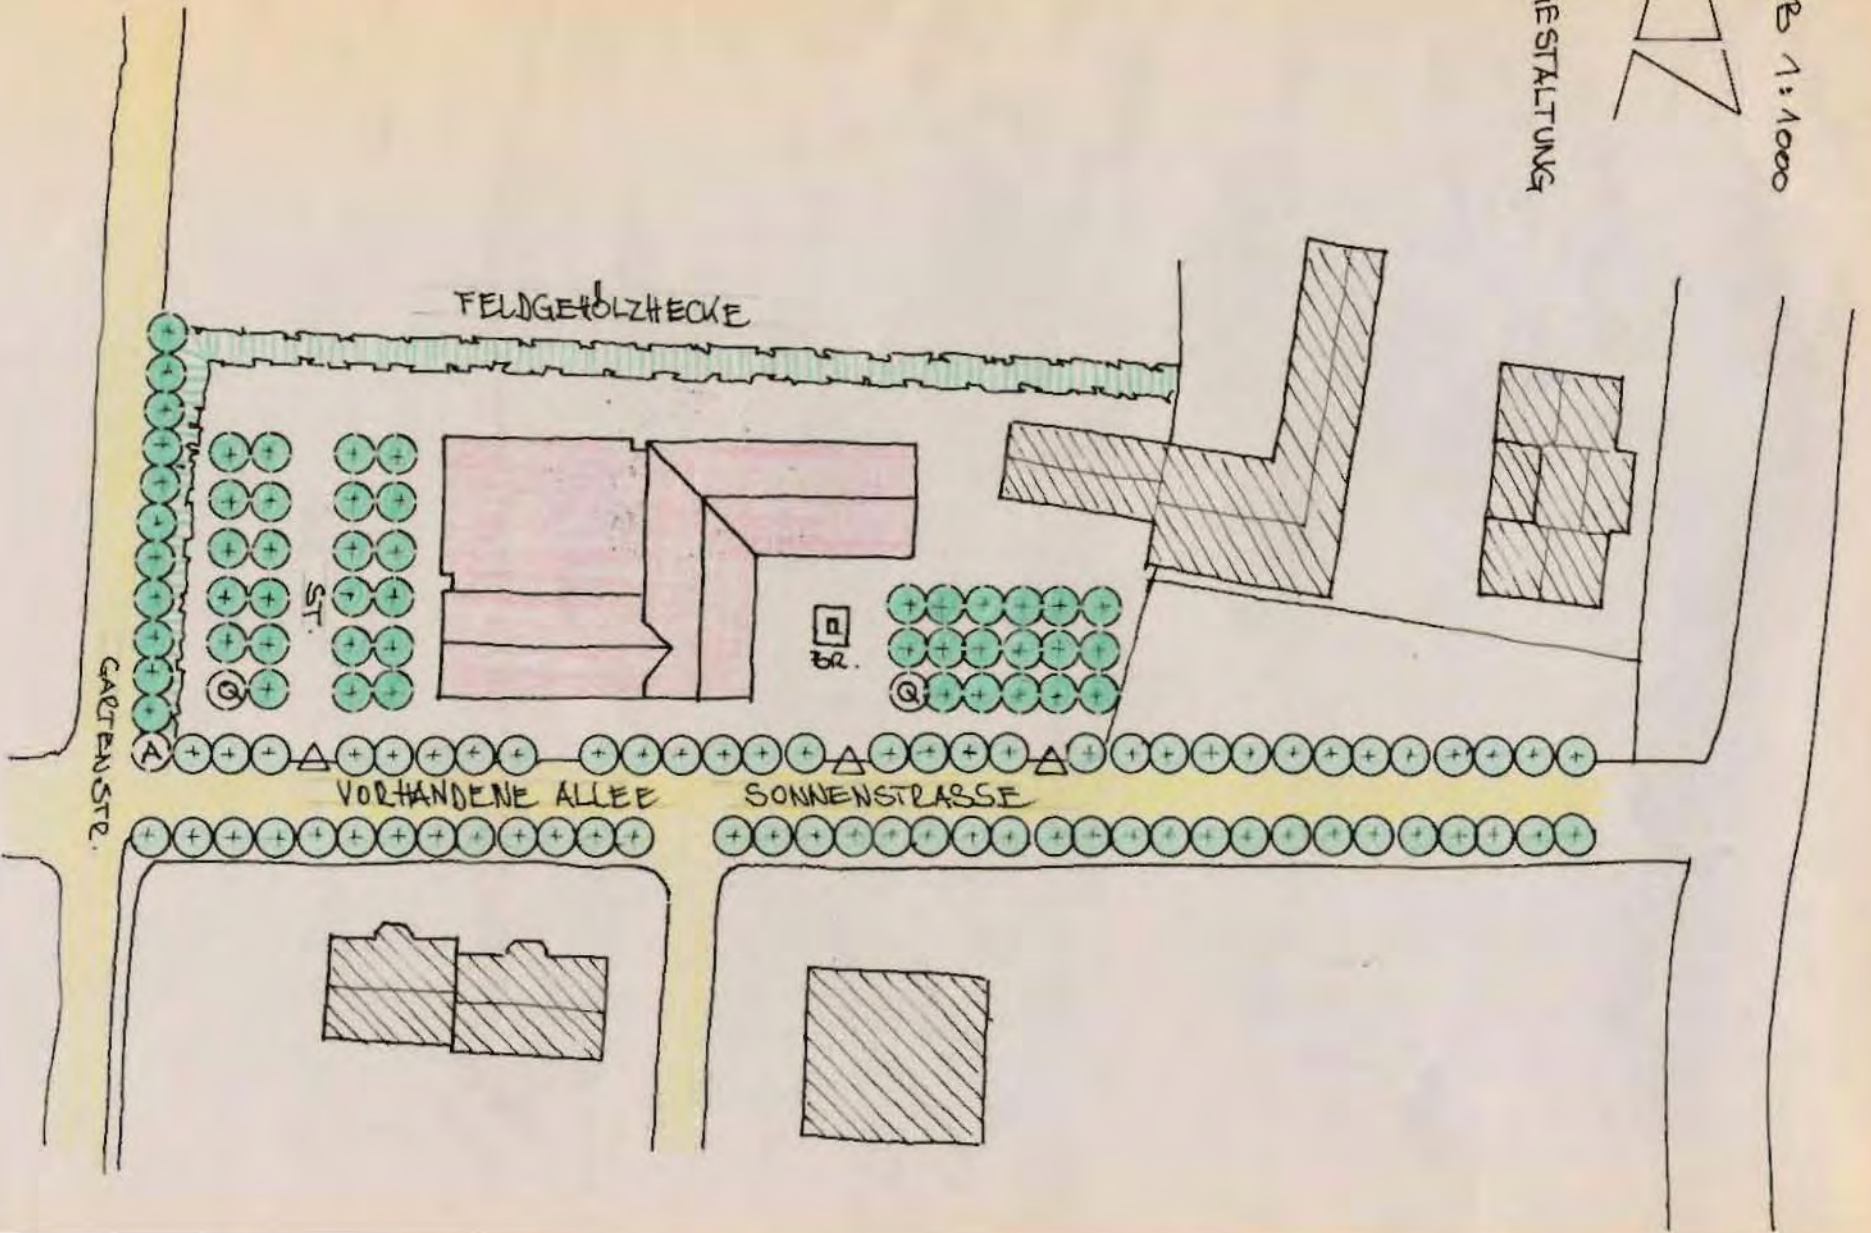 B 1:1000
ESTALTUNG
FELDGEHÖLZHECKE
ST.
BR.
Q
Q
A
GARTENSTR.
VORHANDENE ALLEE SONNENSTRASSE